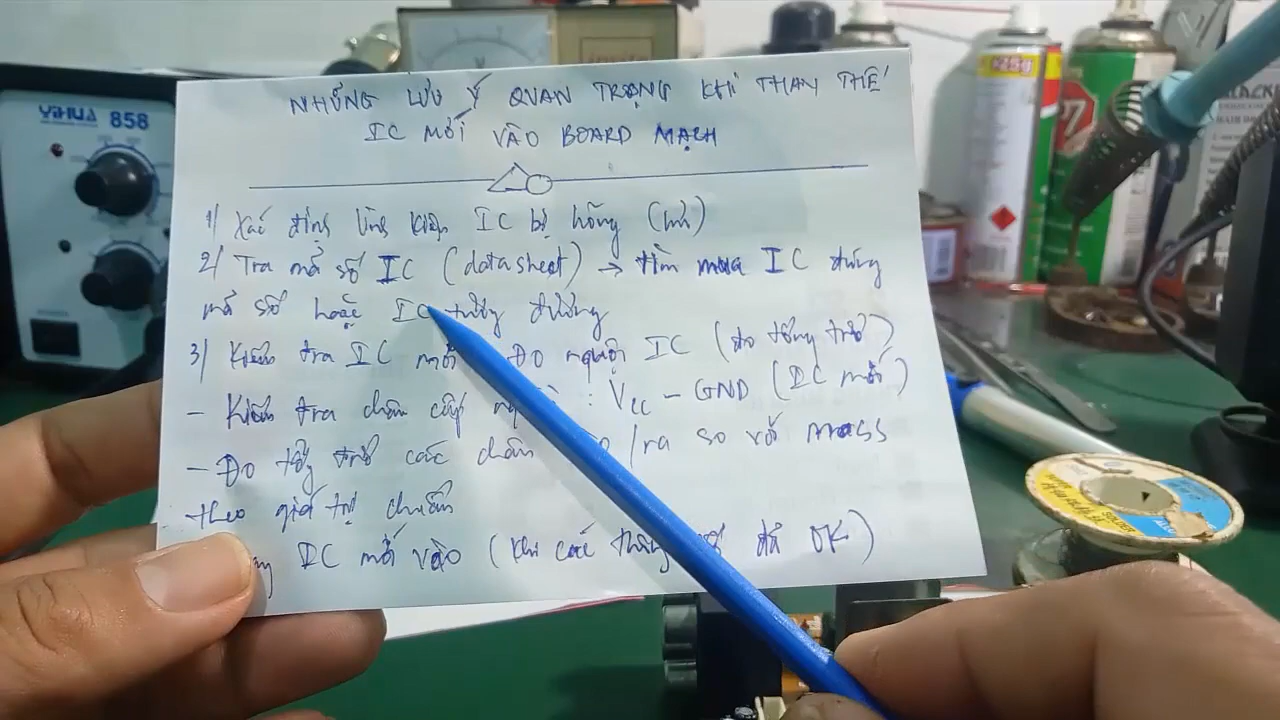 YIHUA 858
NHỮNG LƯU Ý QUAN TRỌNG KHI THAY THẾ
IC MỚI VÀO BOARD MẠCH
1) Xác định linh kiện IC bị hỏng (hư)
2) Tra mã số IC (datasheet) → tìm mua IC đúng
mã số hoặc IC tương đương
3) Kiểm tra IC mới Đo nguội IC (đo tổng trở)
- Kiểm tra chân cấp : Vcc - GND (IC mới)
- Đo tổng trở các chân /ra so với mass
theo giá trị chuẩn
IC mới vào (khi các thông số đã OK)
125g